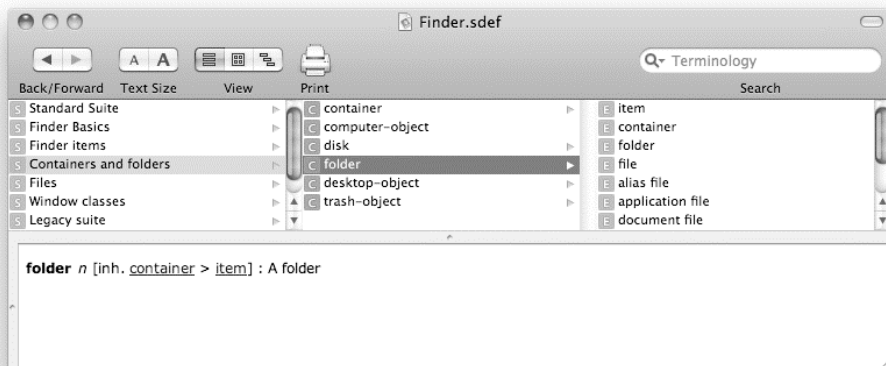 Finder.sdef
A A
Terminology
Back/Forward Text Size View Print Search
S Standard Suite
S Finder Basics
S Finder items
S Containers and folders
S Files
S Window classes
S Legacy suite
C container
C computer-object
C disk
C folder
C desktop-object
C trash-object
E item
E container
E folder
E file
E alias file
E application file
E document file
folder n [inh. container > item] : A folder